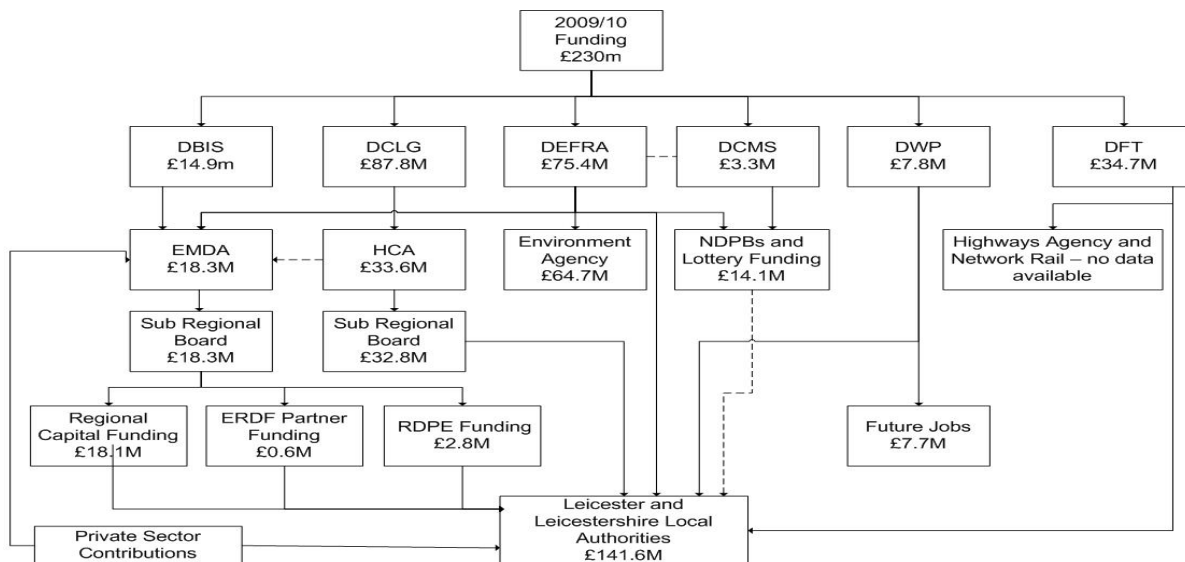 2009/10
Funding
£230m
DBIS
£14.9m
DCLG
£87.8M
DEFRA
£75.4M
DCMS
£3.3M
DWP
£7.8M
DFT
£34.7M
EMDA
£18.3M
HCA
£33.6M
Environment
Agency
£64.7M
NDPBs and
Lottery Funding
£14.1M
Highways Agency and
Network Rail – no data
available
Sub Regional
Board
£18.3M
Sub Regional
Board
£32.8M
Regional
Capital Funding
£18.1M
ERDF Partner
Funding
£0.6M
RDPE Funding
£2.8M
Future Jobs
£7.7M
Leicester and
Leicestershire Local
Authorities
£141.6M
Private Sector
Contributions